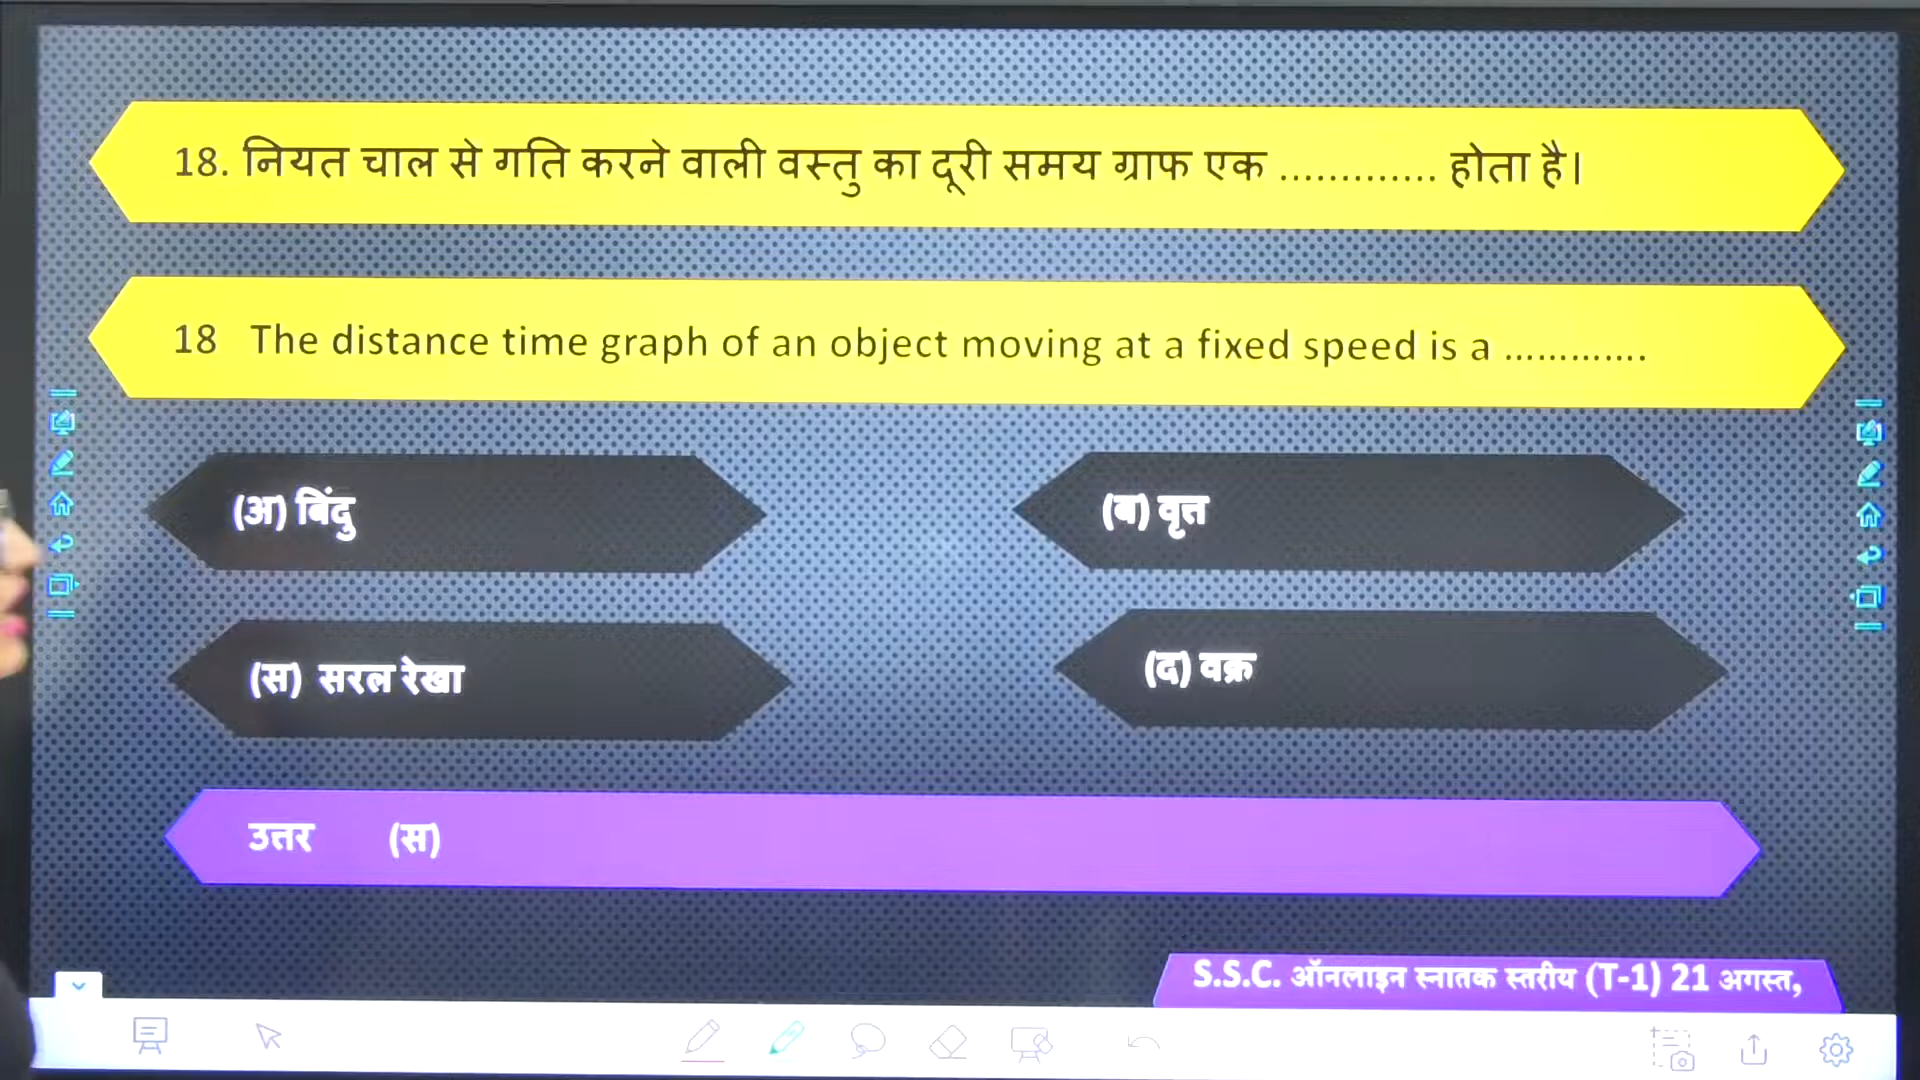 18. नियत चाल से गति करने वाली वस्तु का दूरी समय ग्राफ एक ............. होता है।
18 The distance time graph of an object moving at a fixed speed is a .............
(अ) बिंदु
(ब) वृत्त
(स) सरल रेखा
(द) वक्र
उत्तर (स)
S.S.C. ऑनलाइन स्नातक स्तरीय (T-1) 21 अगस्त,